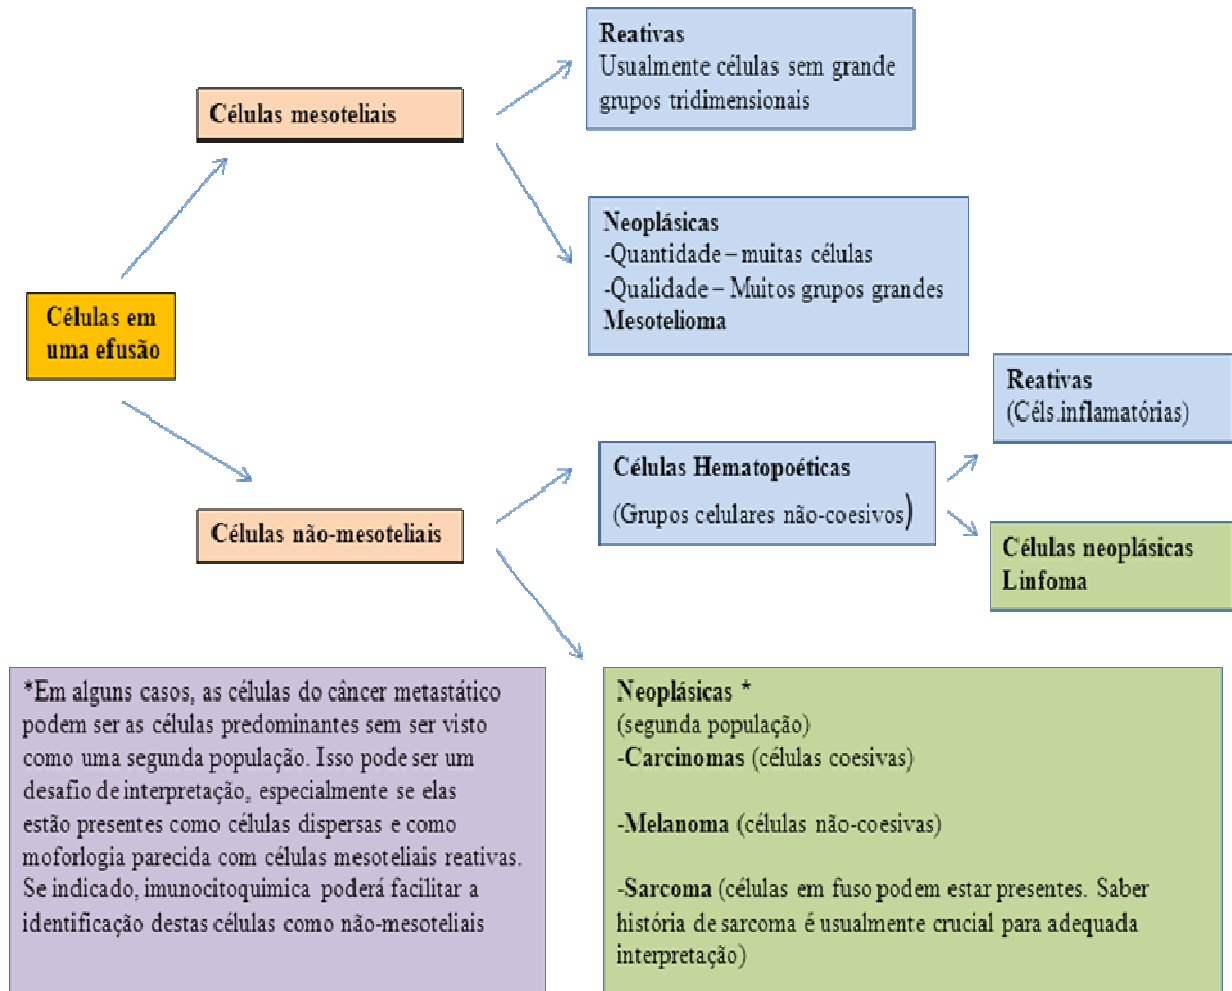 Reativas
Usualmente células sem grande
grupos tridimensionais
Células mesoteliais
Neoplásicas
-Quantidade – muitas células
-Qualidade – Muitos grupos grandes
Mesotelioma
Células em
uma efusão
Reativas
(Céls.inflamatórias)
Células Hematopoéticas
(Grupos celulares não-coesivos)
Células não-mesoteliais
Células neoplásicas
Linfoma
*Em alguns casos, as células do câncer metastático
podem ser as células predominantes sem ser visto
como uma segunda população. Isso pode ser um
desafio de interpretação, especialmente se elas
estão presentes como células dispersas e como
moforlogia parecida com células mesoteliais reativas.
Se indicado, imunocitoquimica poderá facilitar a
identificação destas células como não-mesoteliais
Neoplásicas *
(segunda população)
-Carcinomas (células coesivas)
-Melanoma (células não-coesivas)
-Sarcoma (células em fuso podem estar presentes. Saber
história de sarcoma é usualmente crucial para adequada
interpretação)